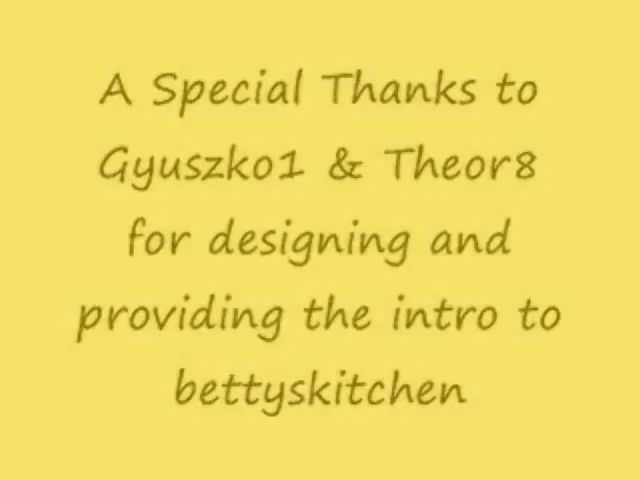 A Special Thanks to
Gyuszko1 & Theor8
for designing and
providing the intro to
bettyskitchen